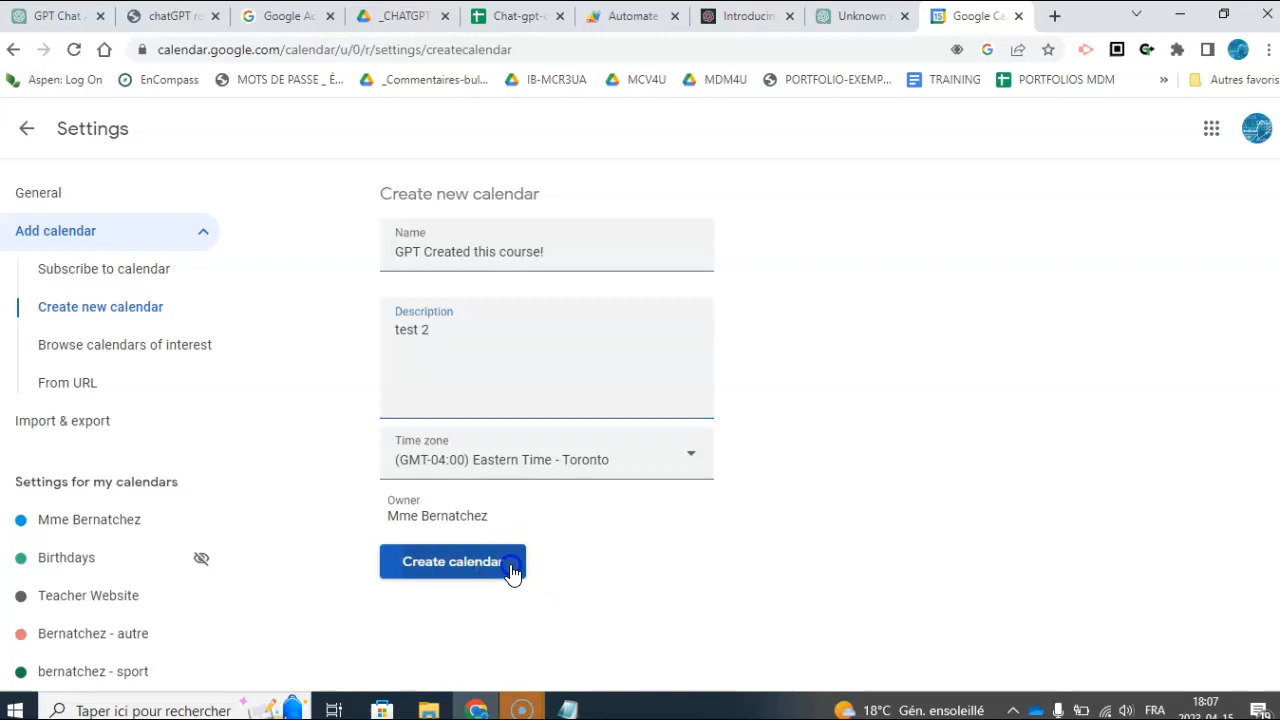 GPT Chat
chatGPT ro
Google Ac
_CHATGPT
Chat-gpt-
Automate
Introducin
Unknown
Google Ca
calendar.google.com/calendar/u/0/r/settings/createcalendar
Aspen: Log On
EnCompass
MOTS DE PASSE _ É...
_Commentaires-bul...
IB-MCR3UA
MCV4U
MDM4U
PORTFOLIO-EXEMP...
TRAINING
PORTFOLIOS MDM
»
Autres favoris
Settings
General
Add calendar
Subscribe to calendar
Create new calendar
Browse calendars of interest
From URL
Import & export
Settings for my calendars
Mme Bernatchez
Birthdays
Teacher Website
Bernatchez - autre
bernatchez - sport
Create new calendar
Name
GPT Created this course!
Description
test 2
Time zone
(GMT-04:00) Eastern Time - Toronto
Owner
Mme Bernatchez
Create calendar
Taper ici pour rechercher
18°C Gén. ensoleillé
FRA
18:07
2023-04-15